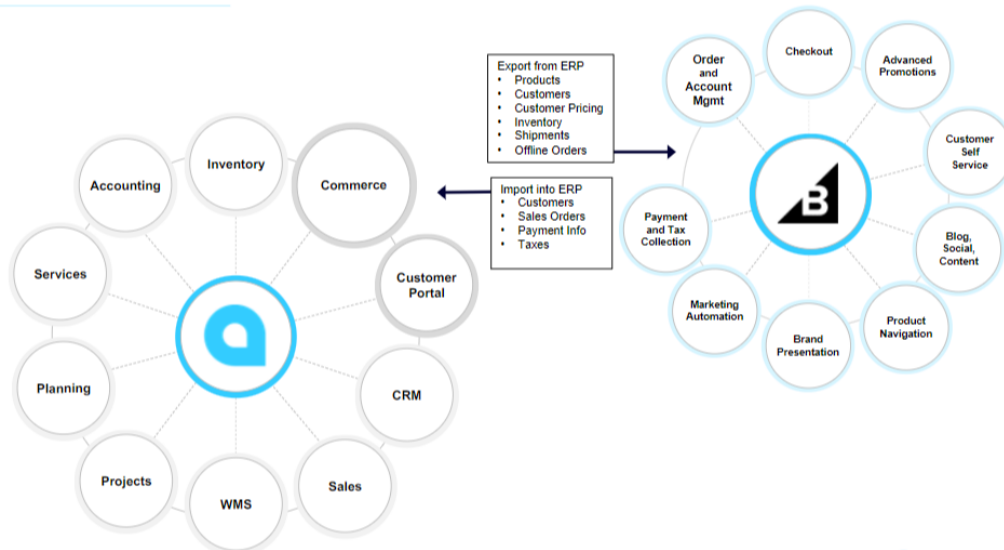 Export from ERP
• Products
• Customers
• Customer Pricing
• Inventory
• Shipments
• Offline Orders
Import into ERP
• Customers
• Sales Orders
• Payment Info
• Taxes
Inventory
Commerce
Customer
Portal
CRM
Sales
WMS
Projects
Planning
Services
Accounting
Checkout
Advanced
Promotions
Customer
Self
Service
Blog,
Social,
Content
Product
Navigation
Brand
Presentation
Marketing
Automation
Payment
and Tax
Collection
Order
and
Account
Mgmt
B